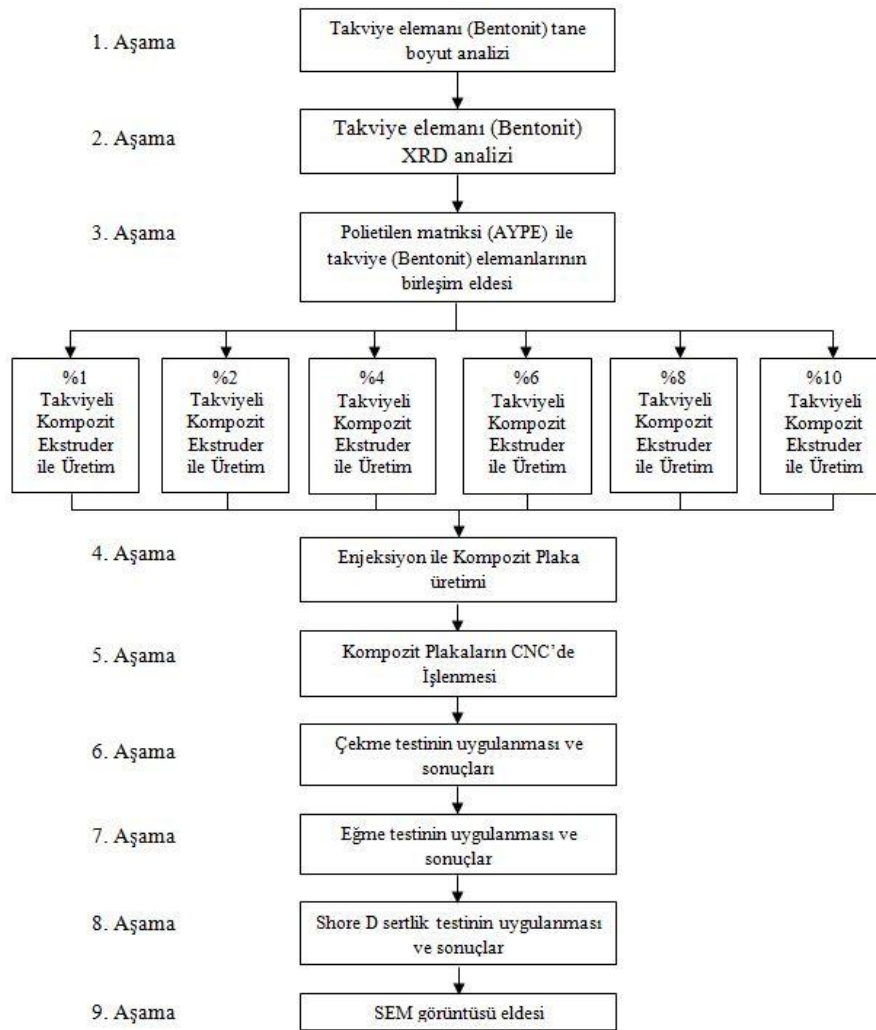 1. Aşama
Takviye elemanı (Bentonit) tane
boyut analizi
2. Aşama
Takviye elemanı (Bentonit)
XRD analizi
3. Aşama
Polietilen matriksi (AYPE) ile
takviye (Bentonit) elemanlarının
birleşim eldesi
%1
Takviyeli
Kompozit
Ekstruder
ile Üretim
%2
Takviyeli
Kompozit
Ekstruder
ile Üretim
%4
Takviyeli
Kompozit
Ekstruder
ile Üretim
%6
Takviyeli
Kompozit
Ekstruder
ile Üretim
%8
Takviyeli
Kompozit
Ekstruder
ile Üretim
%10
Takviyeli
Kompozit
Ekstruder
ile Üretim
4. Aşama
Enjeksiyon ile Kompozit Plaka
üretimi
5. Aşama
Kompozit Plakaların CNC’de
İşlenmesi
6. Aşama
Çekme testinin uygulanması ve
sonuçları
7. Aşama
Eğme testinin uygulanması ve
sonuçlar
8. Aşama
Shore D sertlik testinin uygulanması
ve sonuçlar
9. Aşama
SEM görüntüsü eldesi